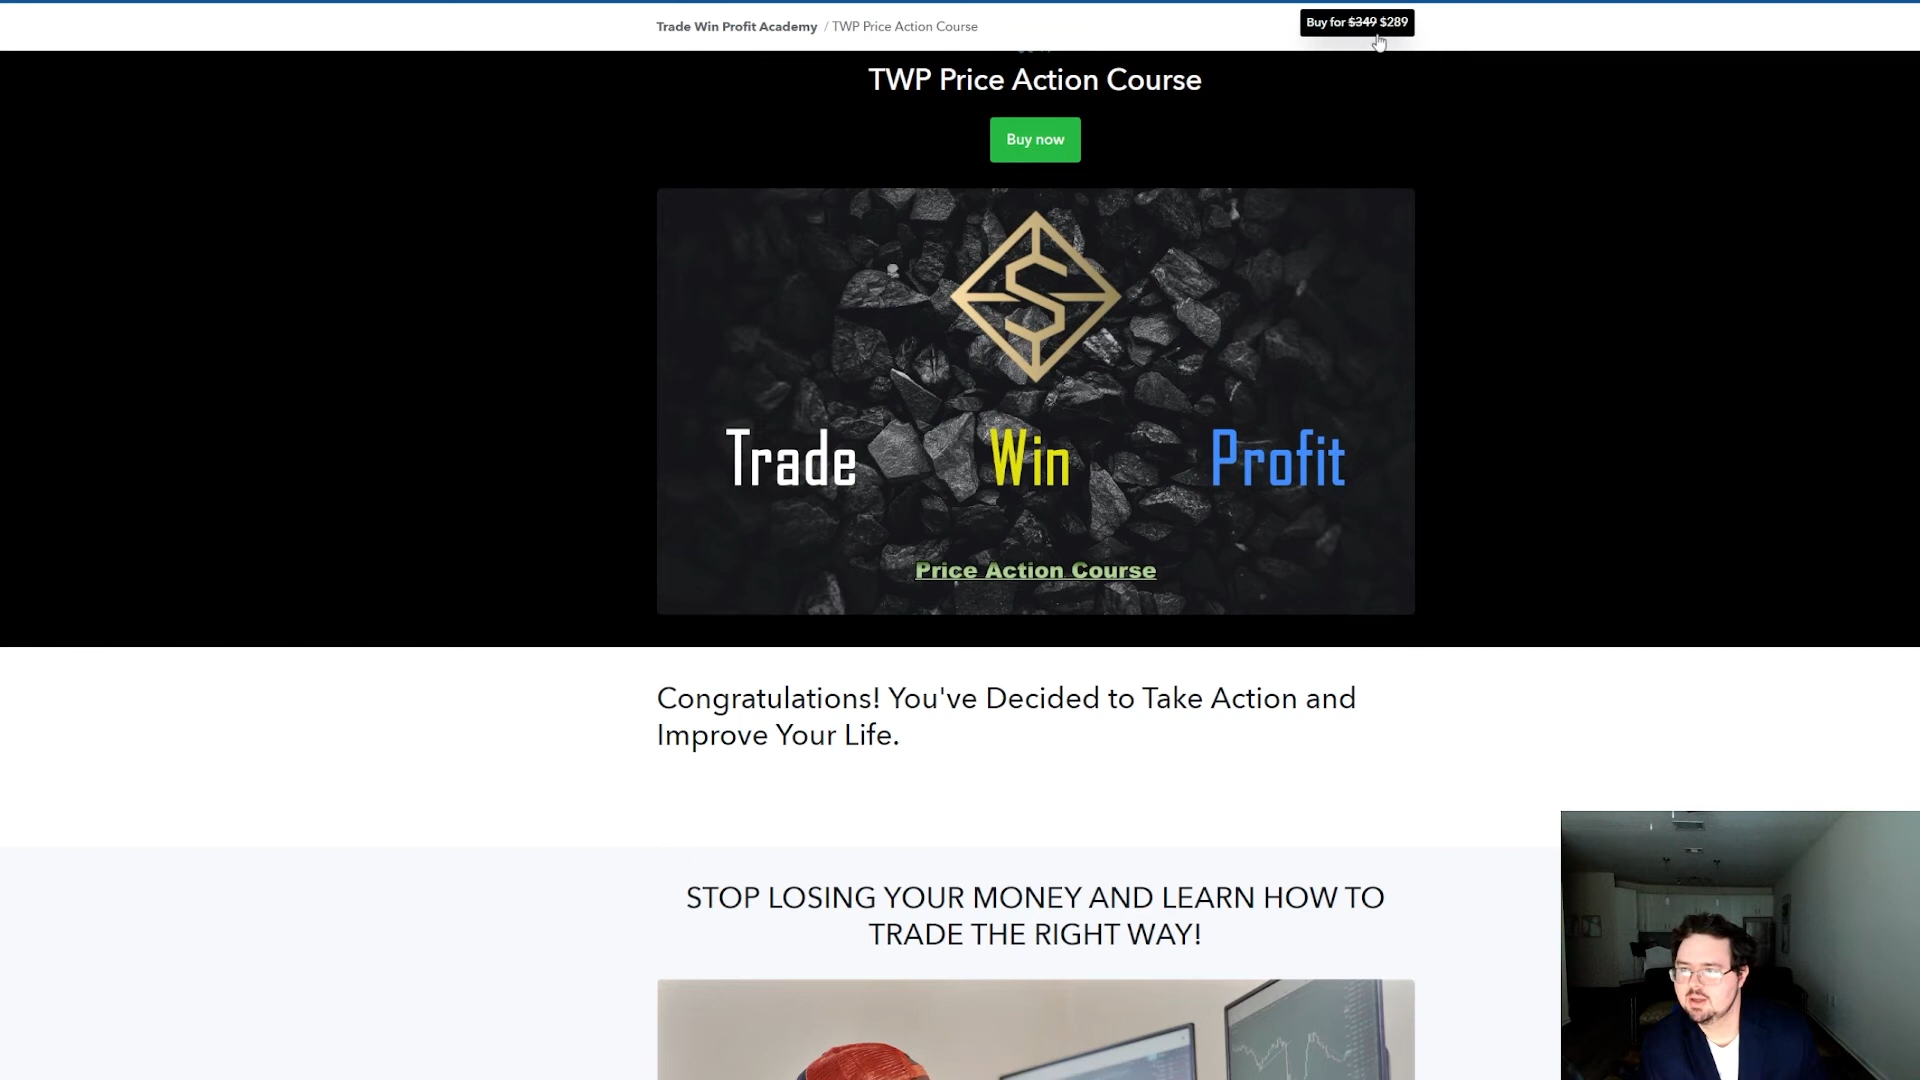 Trade Win Profit Academy / TWP Price Action Course
Buy for $349 $289
TWP Price Action Course
Buy now
Trade Win Profit
Price Action Course
Congratulations! You've Decided to Take Action and
Improve Your Life.
STOP LOSING YOUR MONEY AND LEARN HOW TO
TRADE THE RIGHT WAY!